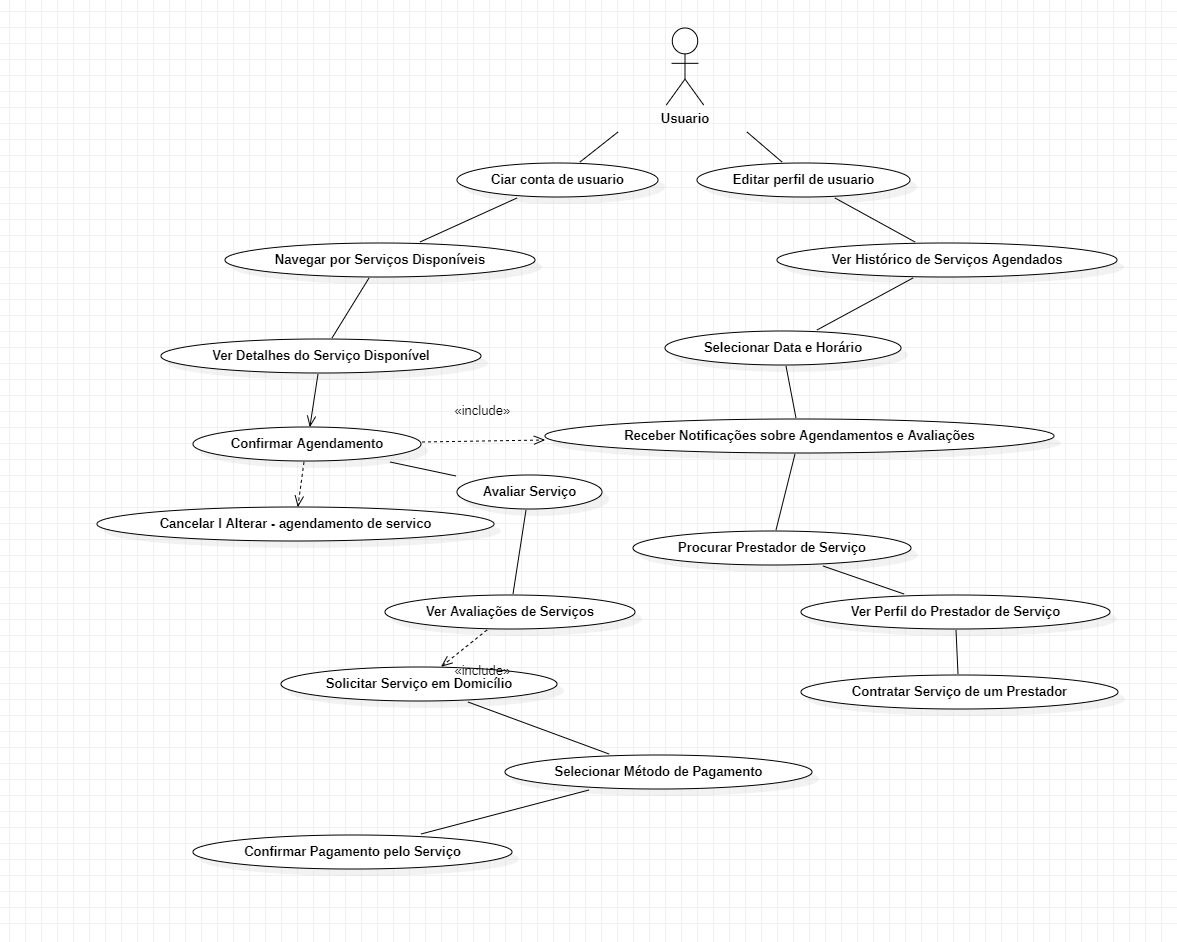 Usuario
Ciar conta de usuario
Editar perfil de usuario
Navegar por Serviços Disponíveis
Ver Histórico de Serviços Agendados
Selecionar Data e Horário
Ver Detalhes do Serviço Disponível
«include»
Confirmar Agendamento
Receber Notificações sobre Agendamentos e Avaliações
Avaliar Serviço
Cancelar | Alterar - agendamento de servico
Procurar Prestador de Serviço
Ver Avaliações de Serviços
Ver Perfil do Prestador de Serviço
«include»
Solicitar Serviço em Domicílio
Contratar Serviço de um Prestador
Selecionar Método de Pagamento
Confirmar Pagamento pelo Serviço